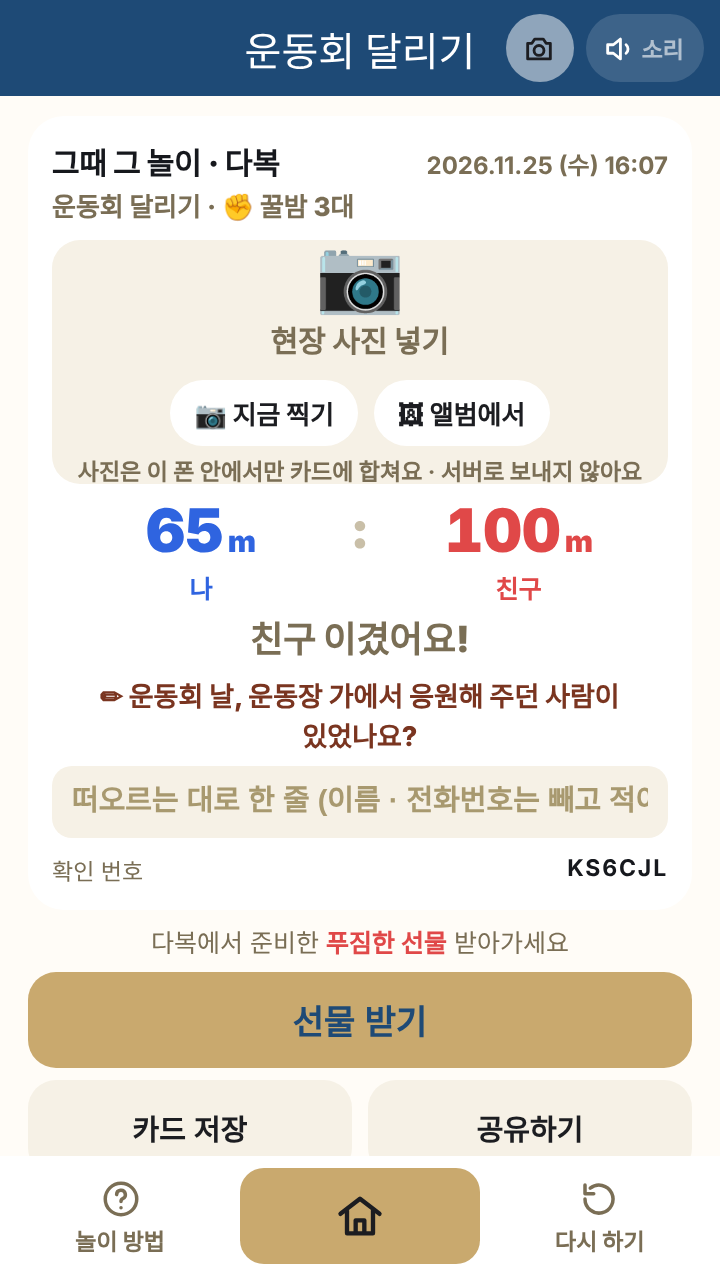 운동회 달리기
소리
그때 그 놀이 · 다복
2026.11.25 (수) 16:07
운동회 달리기 · ✊ 꿀밤 3대
현장 사진 넣기
📷 지금 찍기
🖼 앨범에서
사진은 이 폰 안에서만 카드에 합쳐요 · 서버로 보내지 않아요
65m : 100m
나
친구
친구 이겼어요!
✏ 운동회 날, 운동장 가에서 응원해 주던 사람이
있었나요?
떠오르는 대로 한 줄 (이름 · 전화번호는 빼고
확인 번호
KS6CJL
다복에서 준비한 푸짐한 선물 받아가세요
선물 받기
카드 저장
공유하기
놀이 방법
다시 하기